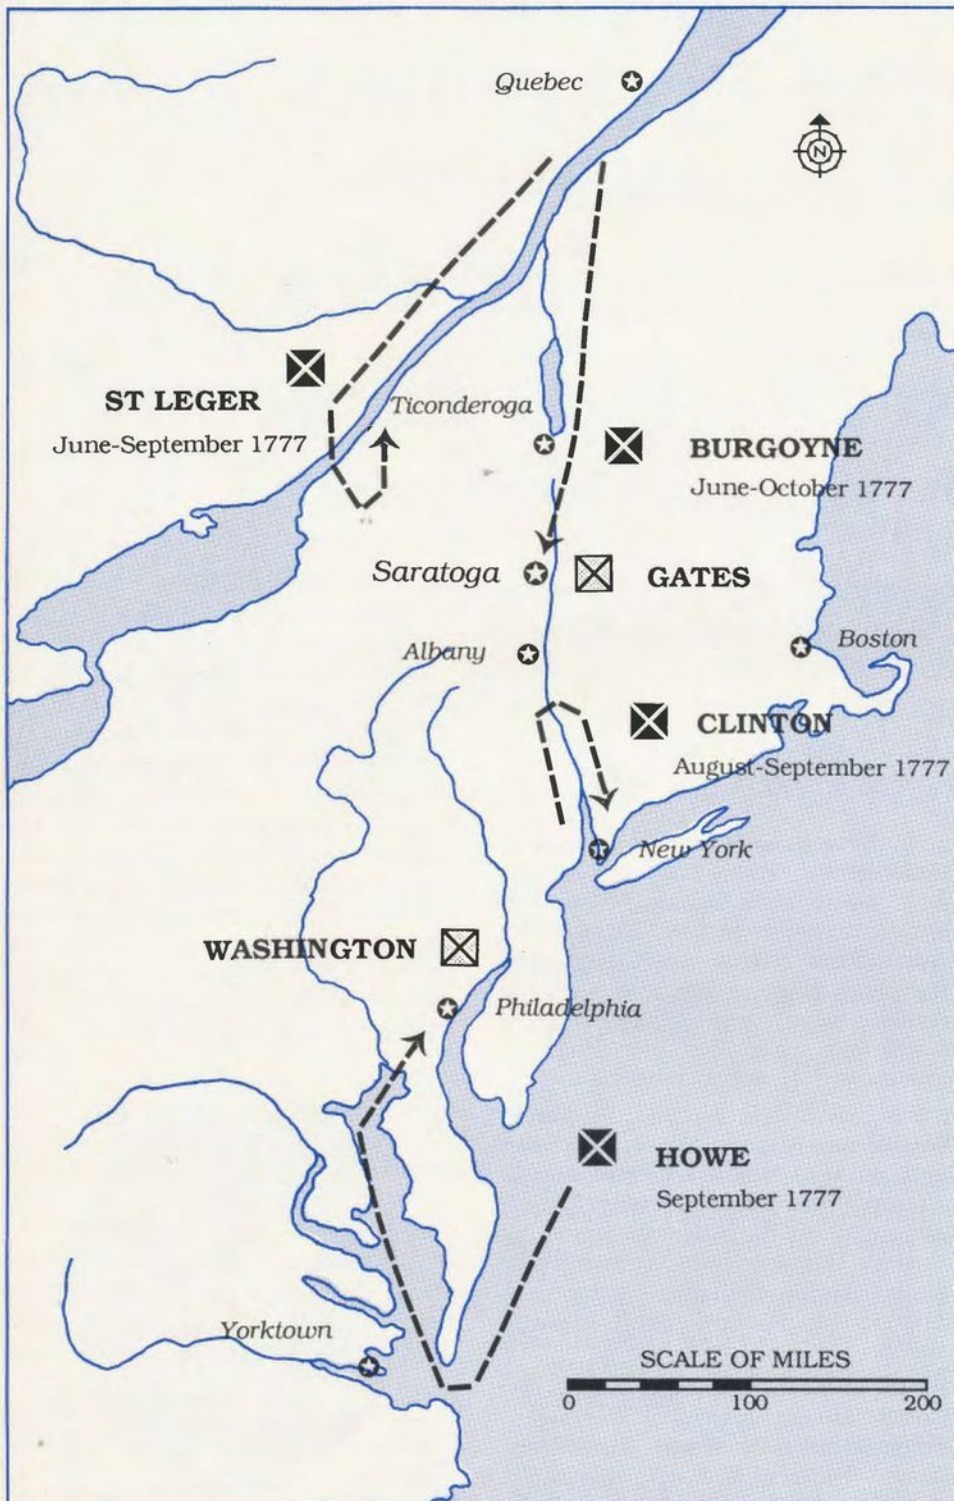 Quebec
N
ST LEGER
June-September 1777
Ticonderoga
BURGOYNE
June-October 1777
Saratoga
GATES
Albany
Boston
CLINTON
August-September 1777
New York
WASHINGTON
Philadelphia
HOWE
September 1777
Yorktown
SCALE OF MILES
0 100 200